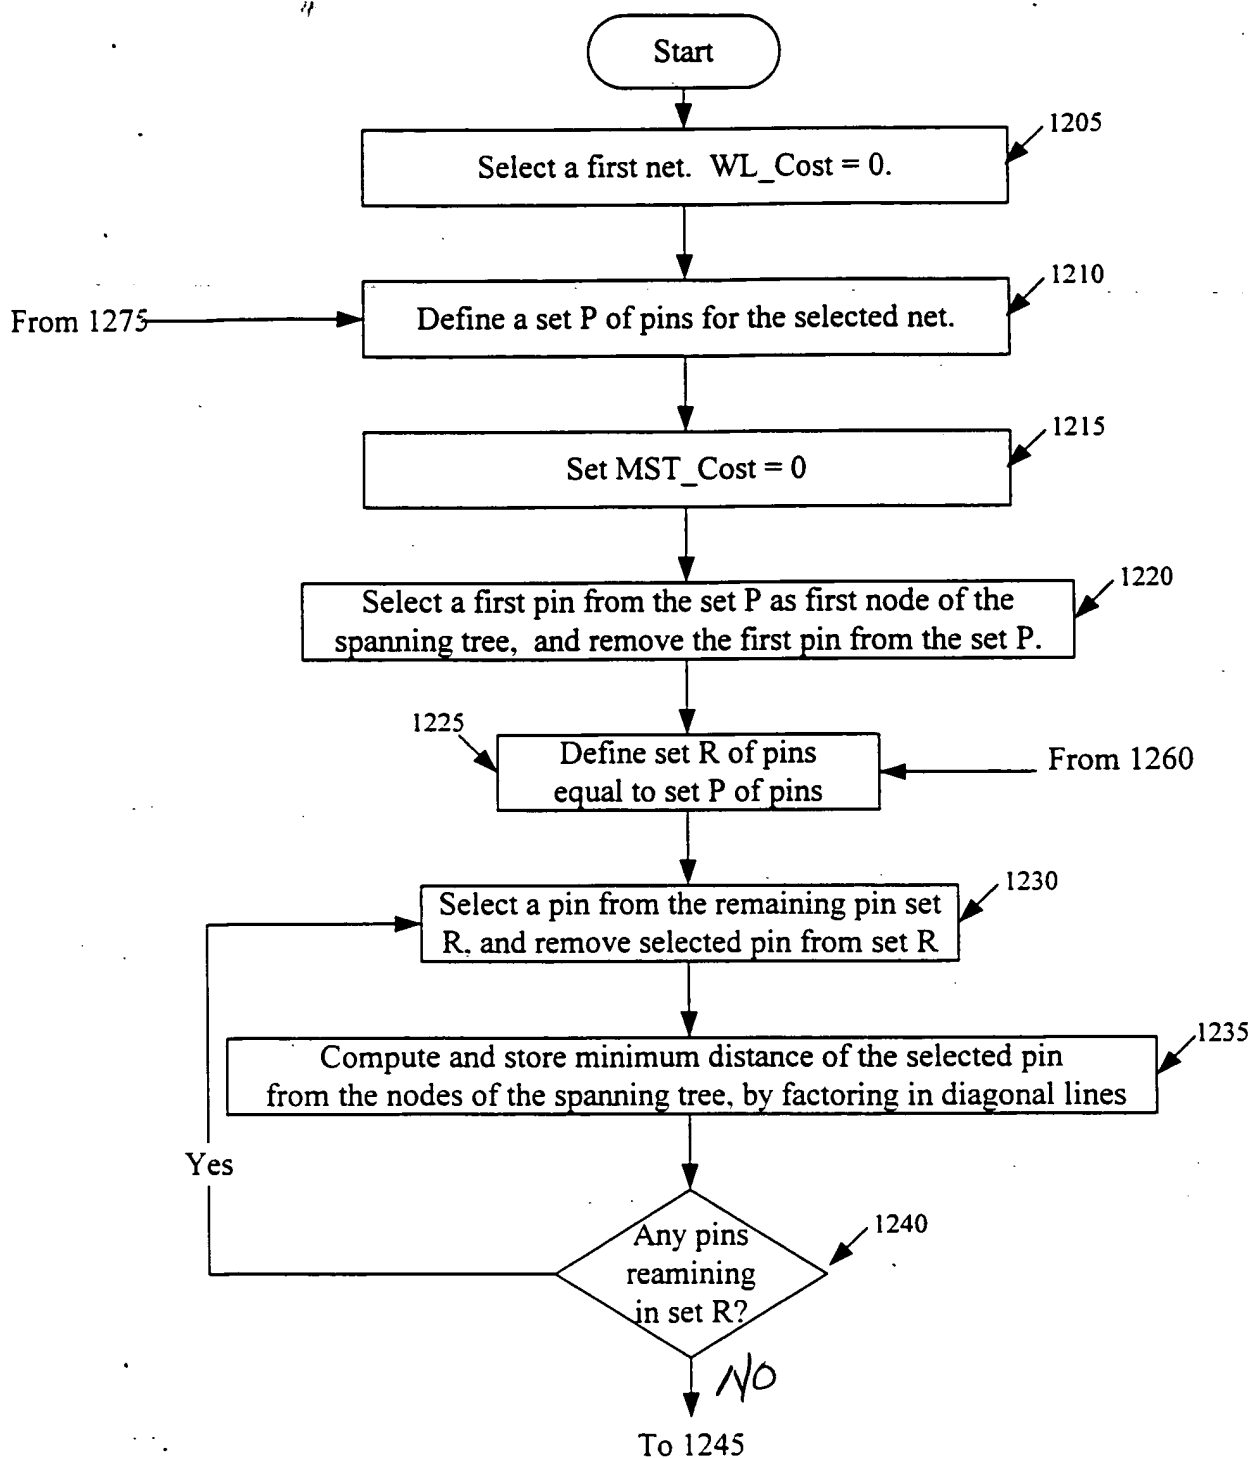 Start
1205
Select a first net. WL_Cost = 0.
1210
From 1275
Define a set P of pins for the selected net.
1215
Set MST_Cost = 0
1220
Select a first pin from the set P as first node of the
spanning tree, and remove the first pin from the set P.
1225
Define set R of pins
equal to set P of pins
From 1260
1230
Select a pin from the remaining pin set
R, and remove selected pin from set R
1235
Compute and store minimum distance of the selected pin
from the nodes of the spanning tree, by factoring in diagonal lines
Yes
1240
Any pins
reamining
in set R?
NO
To 1245